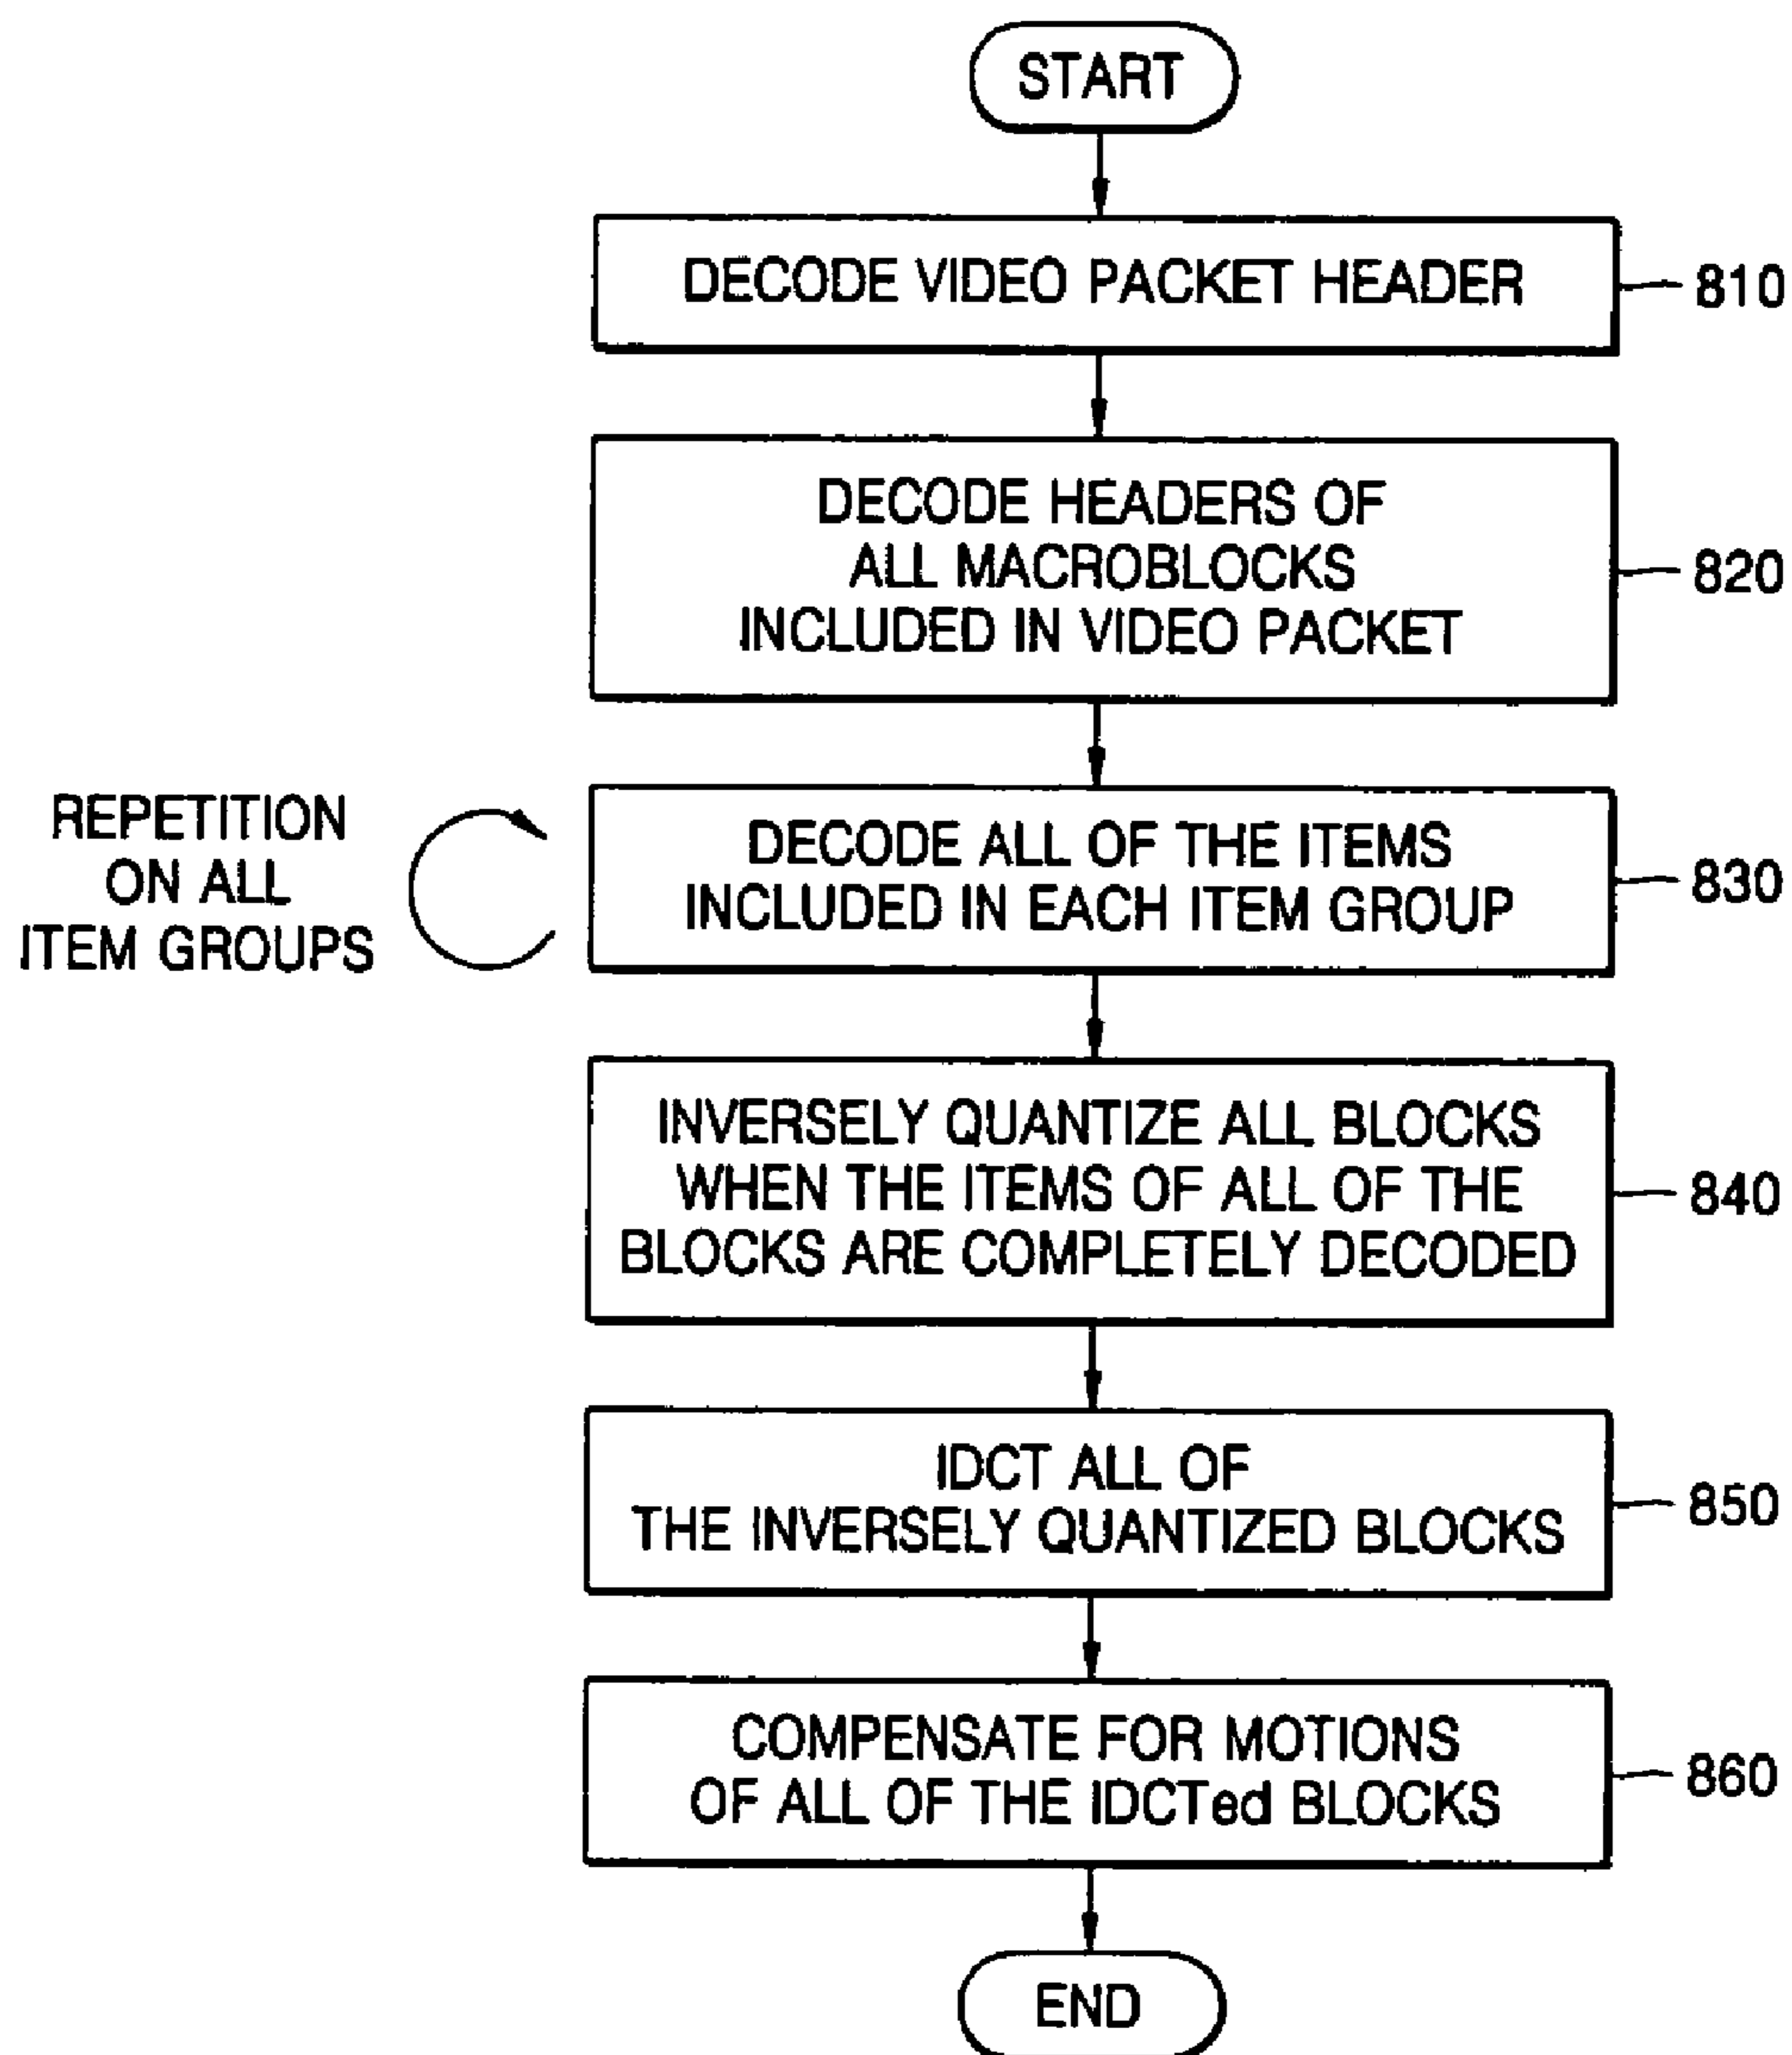 START
DECODE VIDEO PACKET HEADER
810
DECODE HEADERS OF
ALL MACROBLOCKS
INCLUDED IN VIDEO PACKET
820
REPETITION
ON ALL
ITEM GROUPS
DECODE ALL OF THE ITEMS
INCLUDED IN EACH ITEM GROUP
830
INVERSELY QUANTIZE ALL BLOCKS
WHEN THE ITEMS OF ALL OF THE
BLOCKS ARE COMPLETELY DECODED
840
IDCT ALL OF
THE INVERSELY QUANTIZED BLOCKS
850
COMPENSATE FOR MOTIONS
OF ALL OF THE IDCTed BLOCKS
860
END